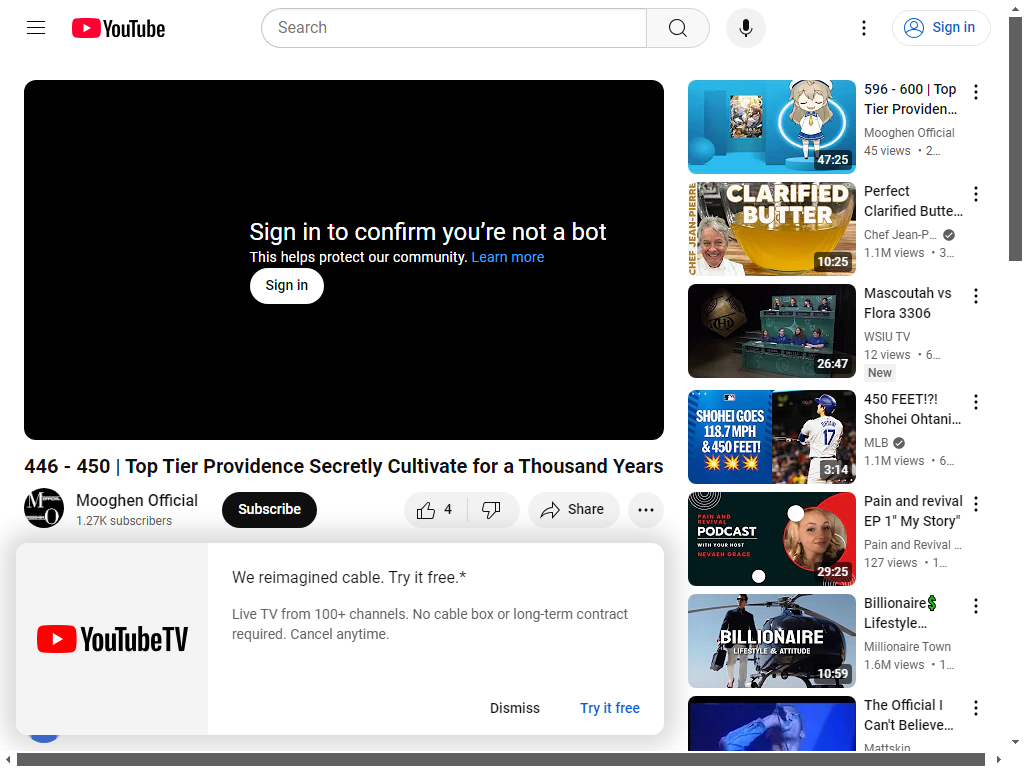 YouTube
Search
Sign in
Sign in to confirm you’re not a bot
This helps protect our community. Learn more
Sign in
446 - 450 | Top Tier Providence Secretly Cultivate for a Thousand Years
Mooghen Official
1.27K subscribers
Subscribe
4
Share
We reimagined cable. Try it free.*
Live TV from 100+ channels. No cable box or long-term contract
required. Cancel anytime.
YouTubeTV
Dismiss
Try it free
47:25
596 - 600 | Top
Tier Providen…
Mooghen Official
45 views • 2…
CHEF JEAN-PIERRE
CLARIFIED
BUTTER
10:25
Perfect
Clarified Butte…
Chef Jean-P…
1.1M views • 3…
26:47
Mascoutah vs
Flora 3306
WSIU TV
12 views • 6…
New
MLB
SHOHEI GOES
118.7 MPH
& 450 FEET!
17
3:14
450 FEET!?!
Shohei Ohtani…
MLB
1.1M views • 6…
PAIN AND
REVIVAL
PODCAST
WITH YOUR HOST
NEVAEH GRACE
29:25
Pain and revival
EP 1" My Story"
Pain and Revival …
127 views • 1…
BILLIONAIRE
LIFESTYLE & ATTITUDE
10:59
Billionaire💲
Lifestyle…
Millionaire Town
1.6M views • 1…
The Official I
Can't Believe…
Mattskin